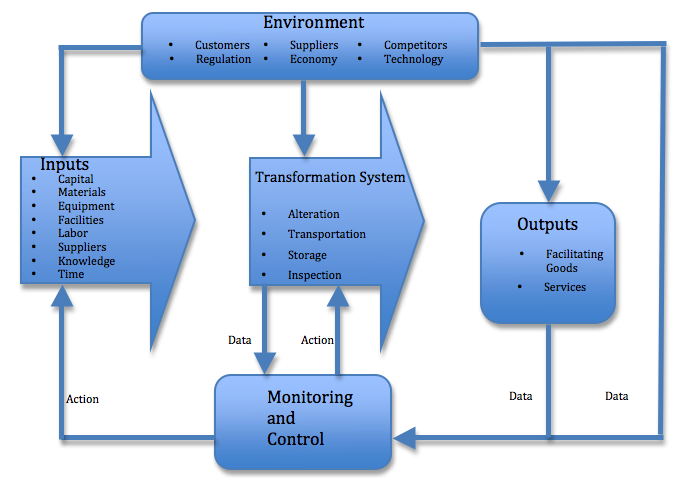 Environment
• Customers • Suppliers • Competitors
• Regulation • Economy • Technology
Inputs
• Capital
• Materials
• Equipment
• Facilities
• Labor
• Suppliers
• Knowledge
• Time
Transformation System
• Alteration
• Transportation
• Storage
• Inspection
Outputs
• Facilitating
Goods
• Services
Data
Action
Action
Data
Data
Monitoring
and
Control